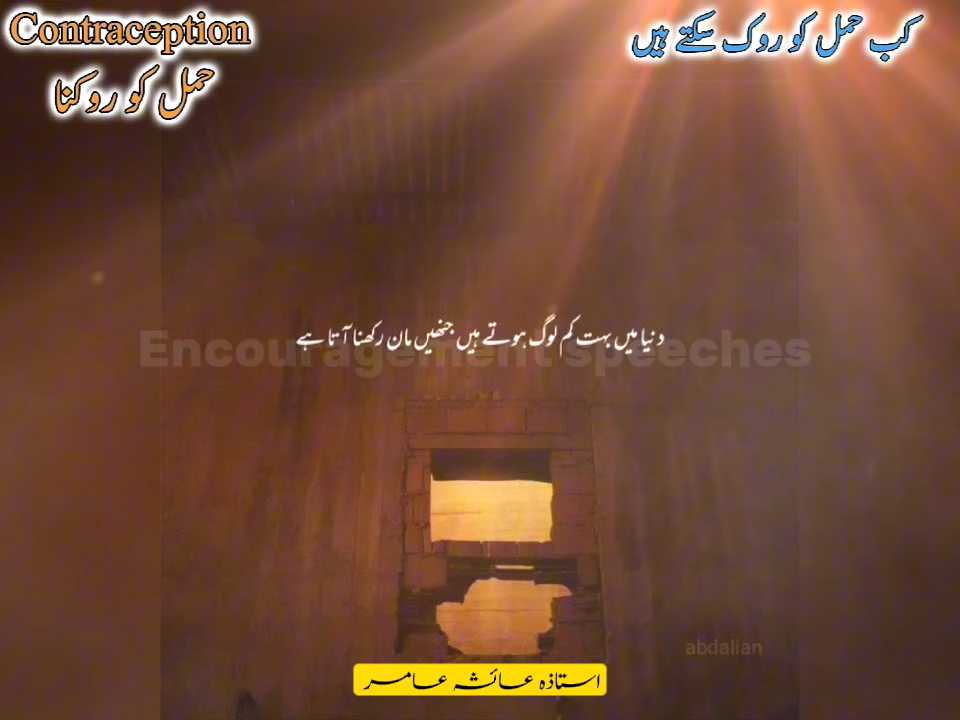 Contraception
حمل کو روکنا
کب حمل کو روک سکتے ہیں
دنیا میں بہت کم لوگ ہوتے ہیں جنھیں مان رکھنا آتا ہے
Encouragement speeches
abdalian
استاذہ عائشہ عامر